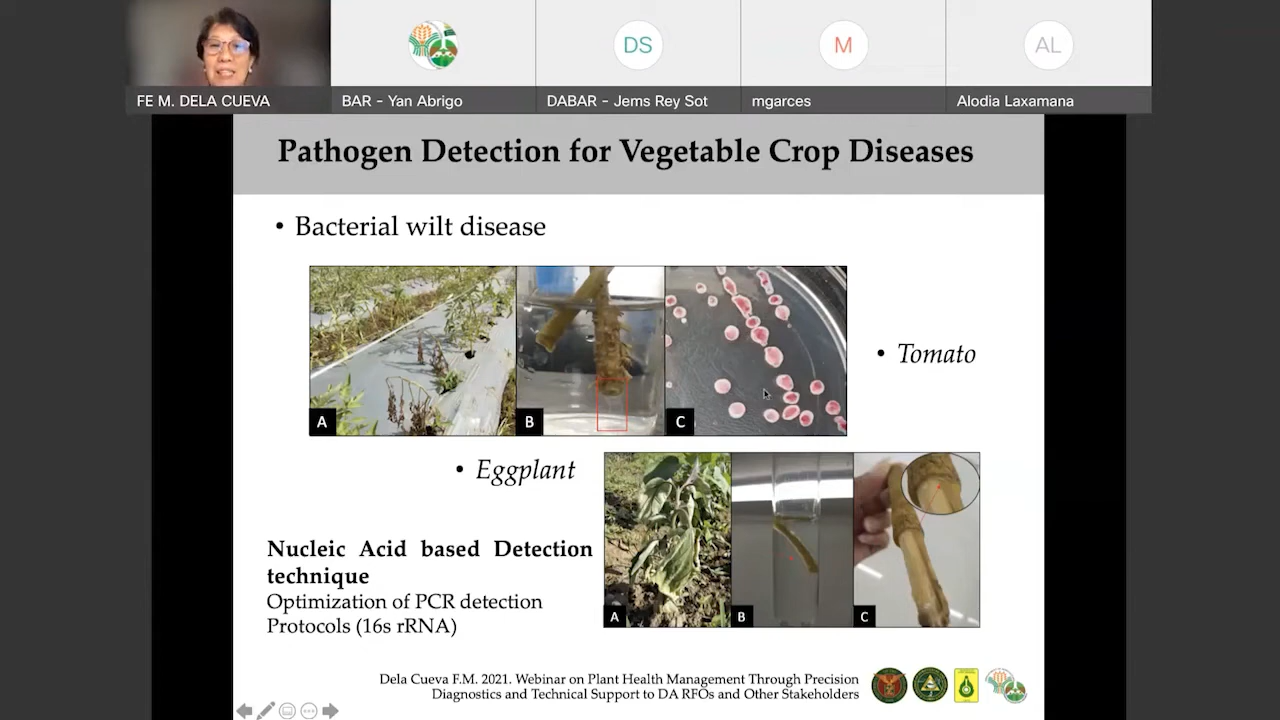 DS
M
AL
FE M. DELA CUEVA
BAR - Yan Abrigo
DABAR - Jems Rey Sot
mgarces
Alodia Laxamana
Pathogen Detection for Vegetable Crop Diseases
• Bacterial wilt disease
A
B
C
• Tomato
• Eggplant
A
B
C
Nucleic Acid based Detection
technique
Optimization of PCR detection
Protocols (16s rRNA)
Dela Cueva F.M. 2021. Webinar on Plant Health Management Through Precision
Diagnostics and Technical Support to DA RFOs and Other Stakeholders